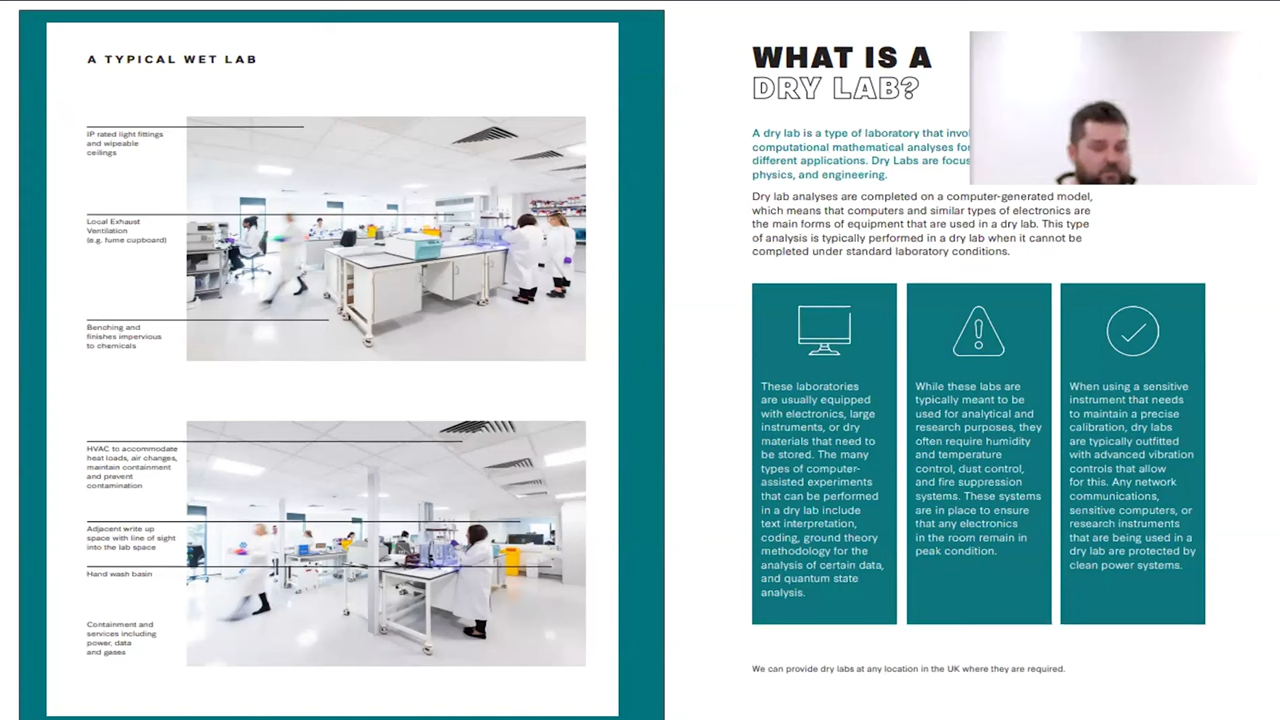 A TYPICAL WET LAB
IP rated light fittings
and wipeable
ceilings
Local Exhaust
Ventilation
(e.g. fume cupboard)
Benching and
finishes impervious
to chemicals
HVAC to accommodate
heat loads, air changes,
maintain containment
and prevent
contamination
Adjacent write up
space with line of sight
into the lab space
Hand wash basin
Containment and
services including
power, data
and gases
WHAT IS A
DRY LAB?
A dry lab is a type of laboratory that
computational mathematical analyses
different applications. Dry Labs are
physics, and engineering.
Dry lab analyses are completed on a computer-generated model,
which means that computers and similar types of electronics are
the main forms of equipment that are used in a dry lab. This type
of analysis is typically performed in a dry lab when it cannot be
completed under standard laboratory conditions.
These laboratories
are usually equipped
with electronics, large
instruments, or dry
materials that need to
be stored. The many
types of computer-
assisted experiments
that can be performed
in a dry lab include
text interpretation,
coding, ground theory
methodology for the
analysis of certain data,
and quantum state
analysis.
While these labs are
typically meant to be
used for analytical and
research purposes, they
often require humidity
and temperature
control, dust control,
and fire suppression
systems. These systems
are in place to ensure
that any electronics
in the room remain in
peak condition.
When using a sensitive
instrument that needs
to maintain a precise
calibration, dry labs
are typically outfitted
with advanced vibration
controls that allow
for this. Any network
communications,
sensitive computers, or
research instruments
that are being used in a
dry lab are protected by
clean power systems.
We can provide dry labs at any location in the UK where they are required.